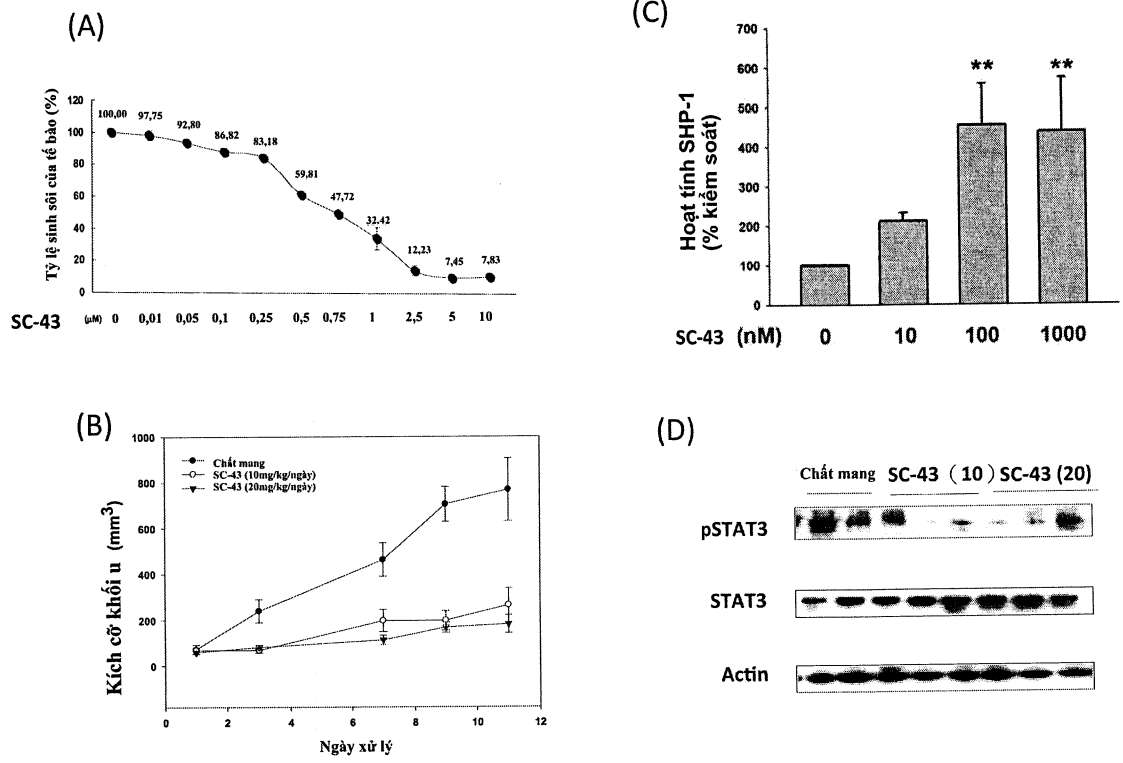 (A)
Tỷ lệ sinh sôi của tế bào (%)
120
100
80
60
40
20
0
100,00
97,75
92,80
86,82
83,18
59,81
47,72
32.42
12,23
7,45
7,83
SC-43 (µM) 0 0,01 0,05 0,1 0,25 0,5 0,75 1 2,5 5 10
(C)
Hoạt tính SHP-1
(% kiểm soát)
700
600
500
400
300
200
100
0
** **
SC-43 (nM) 0 10 100 1000
(B)
Kích cỡ khối u (mm³)
1000
800
600
400
200
0
Chất mang
SC-43 (10mg/kg/ngày)
SC-43 (20mg/kg/ngày)
0 2 4 6 8 10 12
Ngày xử lý
(D)
Chất mang SC-43 (10) SC-43 (20)
pSTAT3
STAT3
Actin